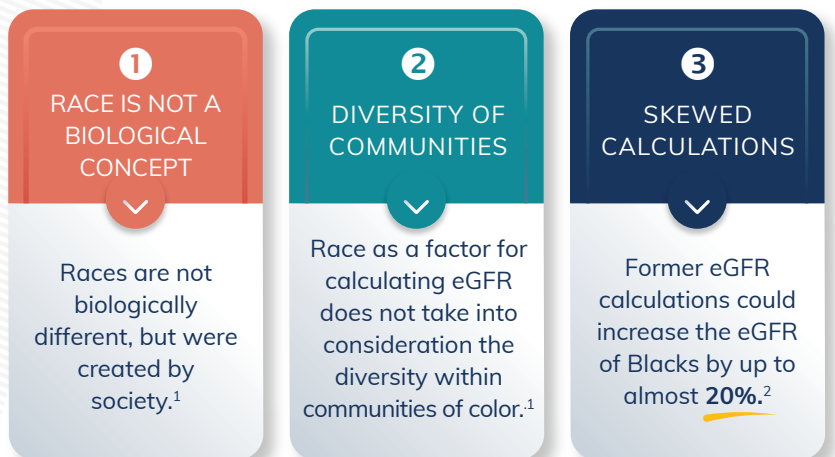 1
RACE IS NOT A
BIOLOGICAL
CONCEPT
Races are not
biologically
different, but were
created by
society.1
2
DIVERSITY OF
COMMUNITIES
Race as a factor for
calculating eGFR
does not take into
consideration the
diversity within
communities of color..1
3
SKEWED
CALCULATIONS
Former eGFR
calculations could
increase the eGFR
of Blacks by up to
almost 20%.2